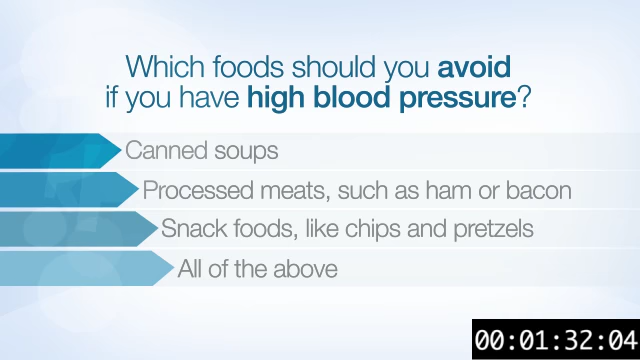 Which foods should you avoid
if you have high blood pressure?
Canned soups
Processed meats, such as ham or bacon
Snack foods, like chips and pretzels
All of the above
00:01:32:04